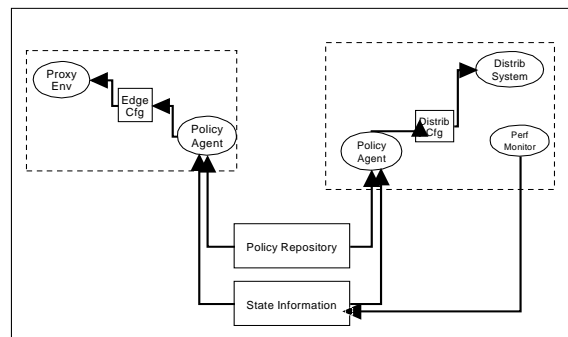 Proxy
Env
Edge
Cfg
Policy
Agent
Distrib
System
Distrib
Cfg
Policy
Agent
Perf
Monitor
Policy Repository
State Information